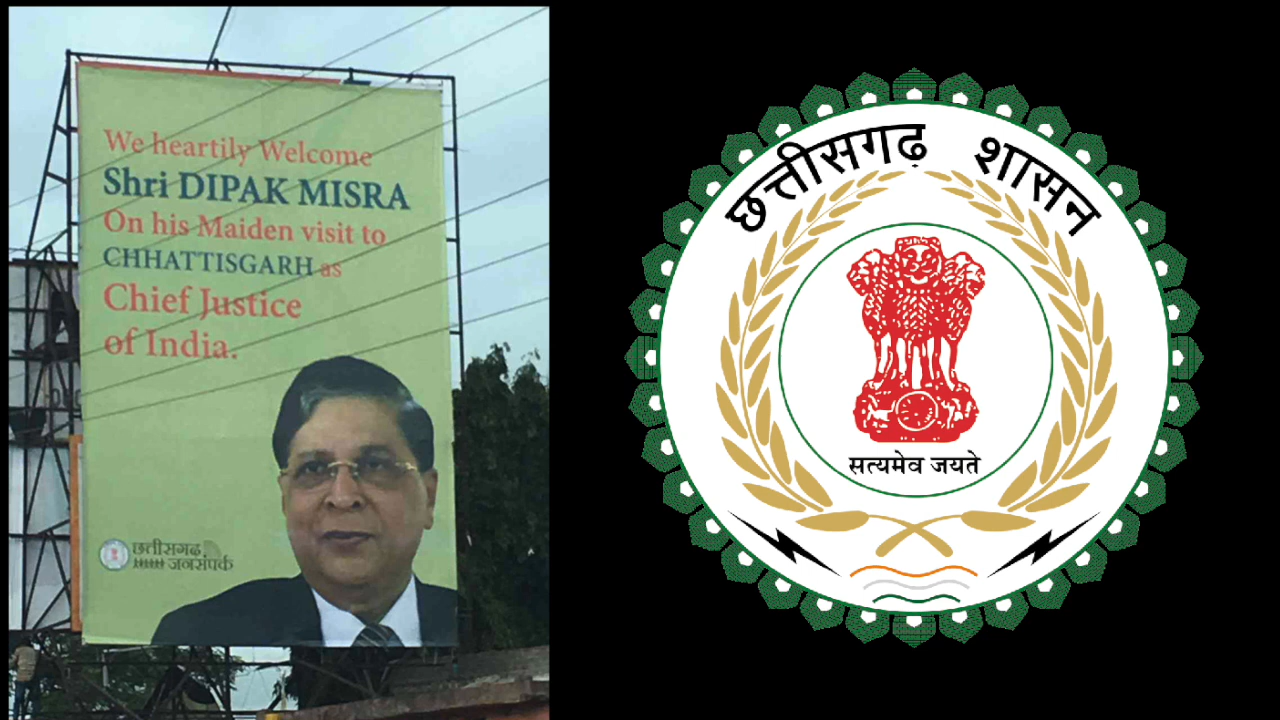 We heartily Welcome
Shri DIPAK MISRA
On his Maiden visit to
CHHATTISGARH as
Chief Justice
of India.
छत्तीसगढ़
जनसंपर्क
छत्तीसगढ़ शासन
सत्यमेव जयते